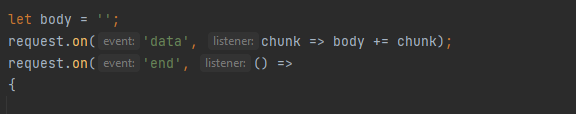 let body = '';
request.on( event: 'data', listener: chunk => body += chunk);
request.on( event: 'end', listener: () =>
{